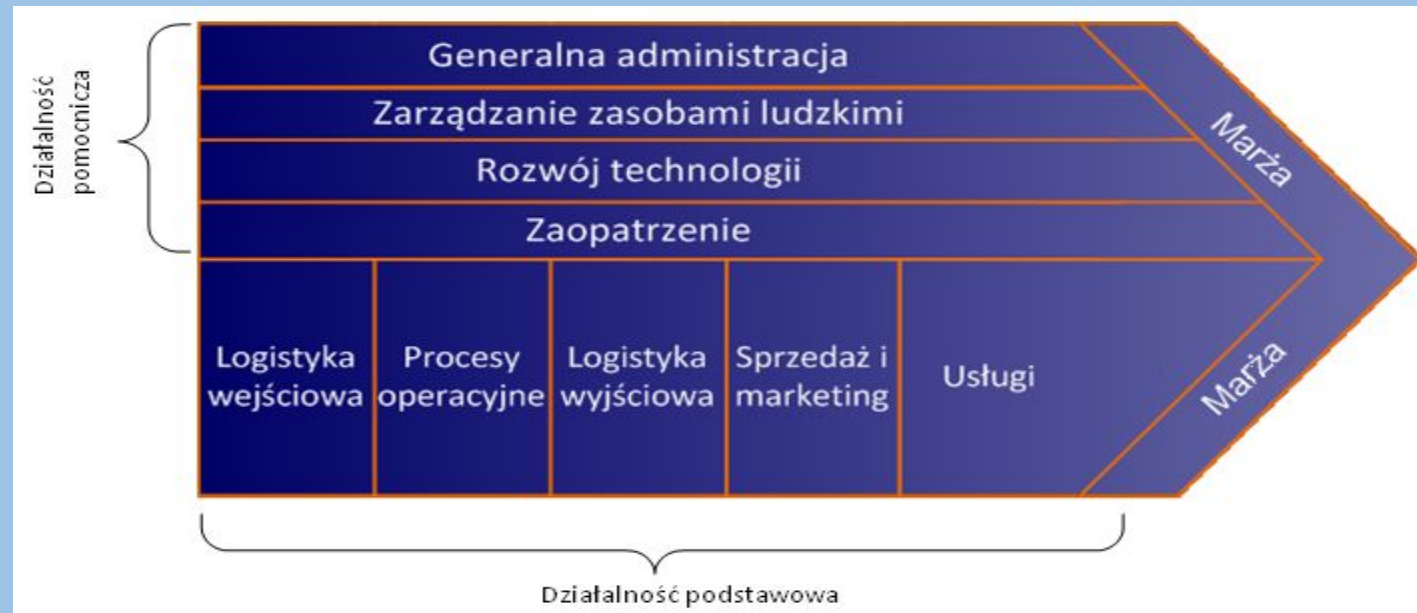 Działalność
pomocnicza
Generalna administracja
Zarządzanie zasobami ludzkimi
Rozwój technologii
Zaopatrzenie
Marża
Logistyka
wejściowa
Procesy
operacyjne
Logistyka
wyjściowa
Sprzedaż i
marketing
Usługi
Marża
Działalność podstawowa